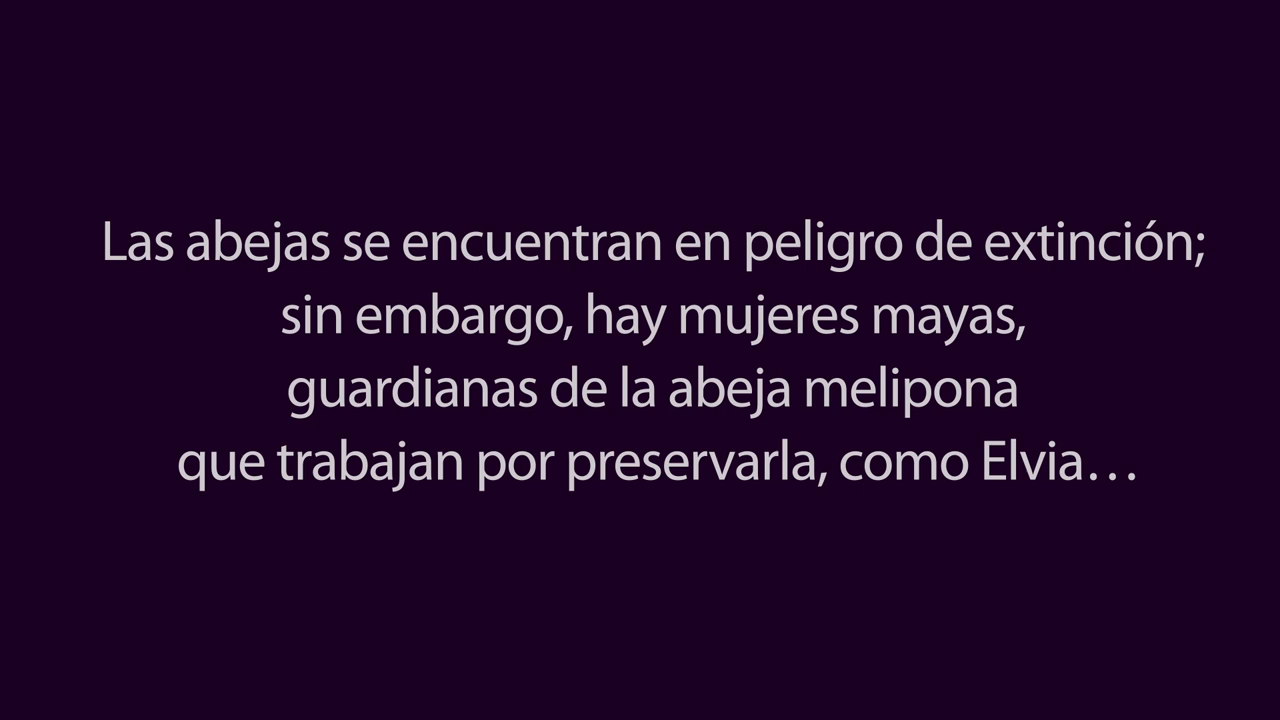 Las abejas se encuentran en peligro de extinción;
sin embargo, hay mujeres mayas,
guardianas de la abeja melipona
que trabajan por preservarla, como Elvia…